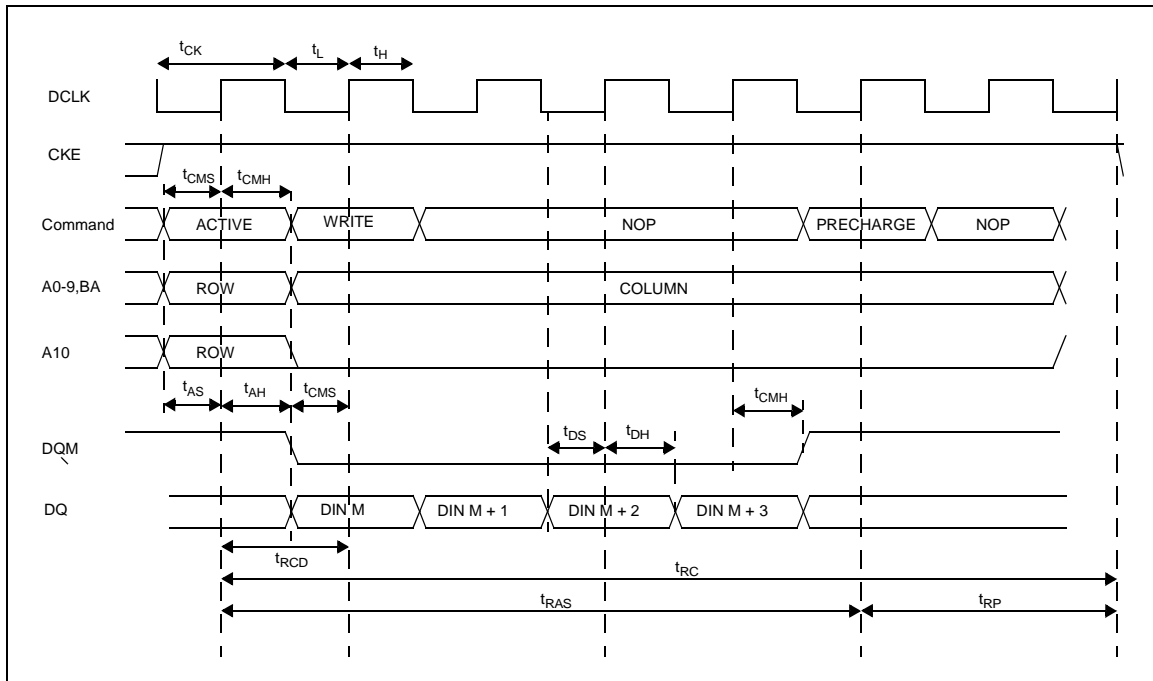 tCK tL tH
DCLK
CKE
tCMS tCMH
Command ACTIVE WRITE NOP PRECHARGE NOP
A0-9,BA ROW COLUMN
A10 ROW
tAS tAH tCMS tCMH
tDS tDH
DQM
DQ DIN M DIN M + 1 DIN M + 2 DIN M + 3
tRCD
tRC
tRAS tRP